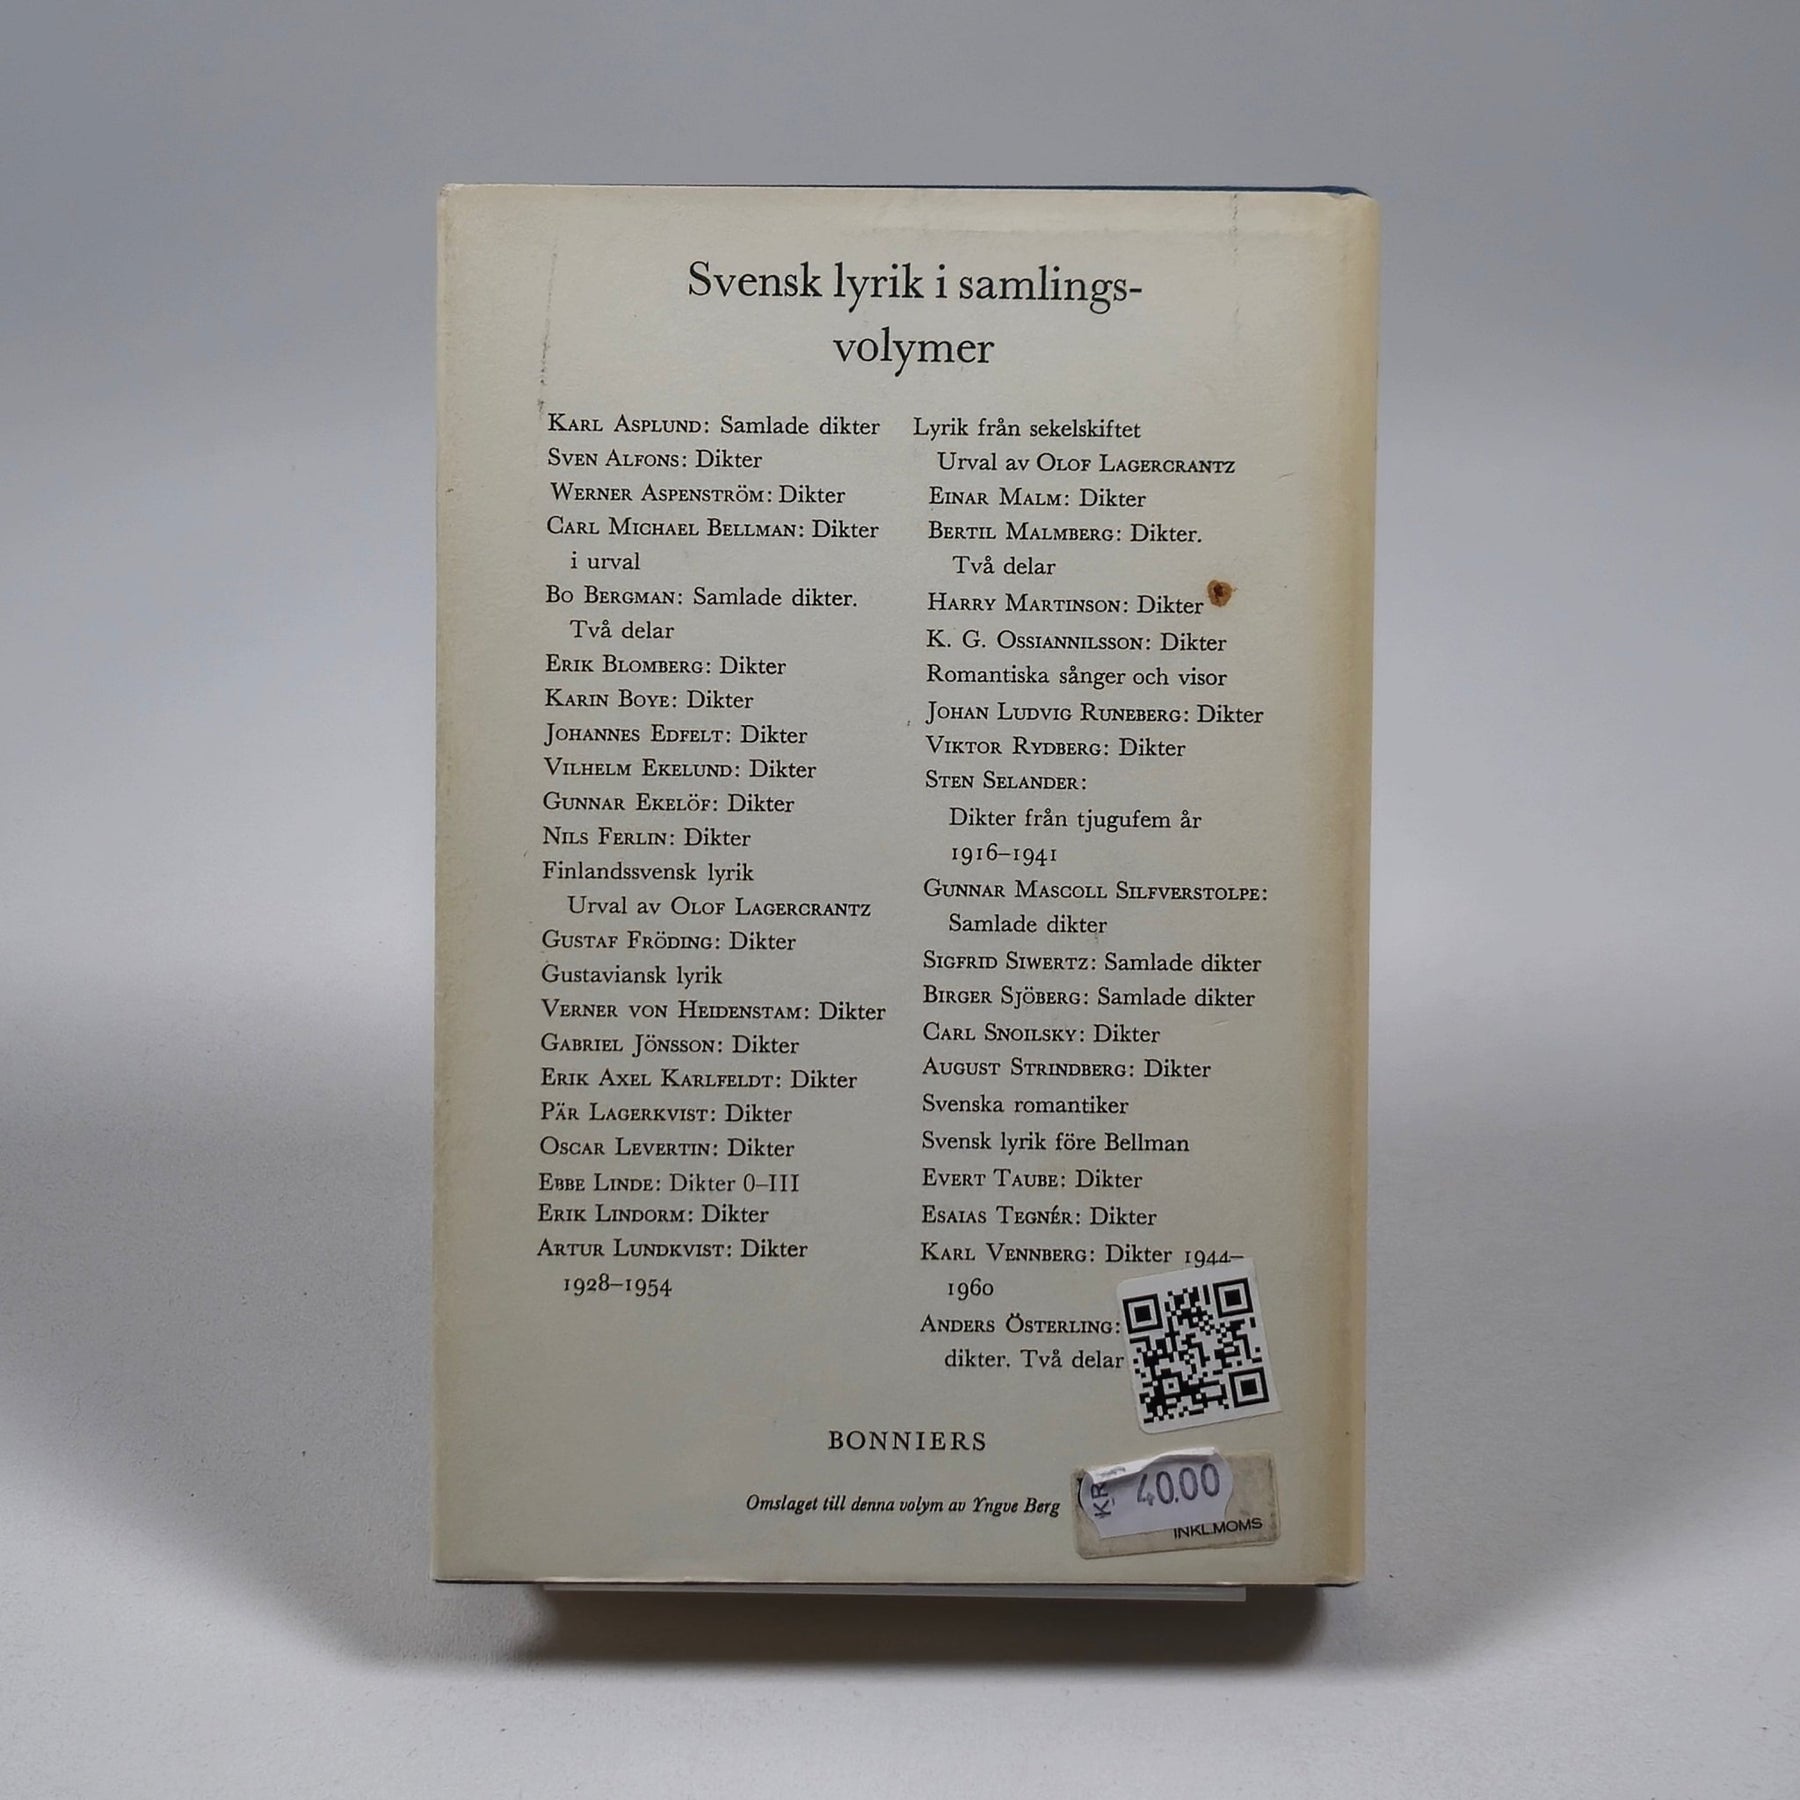 Svensk lyrik i samlings-
volymer
KARL ASPLUND: Samlade dikter
SVEN ALFONS: Dikter
WERNER ASPENSTRÖM: Dikter
CARL MICHAEL BELLMAN: Dikter
i urval
BO BERGMAN: Samlade dikter.
Två delar
ERIK BLOMBERG: Dikter
KARIN BOYE: Dikter
JOHANNES EDFELT: Dikter
VILHELM EKELUND: Dikter
GUNNAR EKELÖF: Dikter
NILS FERLIN: Dikter
Finlandssvensk lyrik
Urval av OLOF LAGERCRANTZ
GUSTAF FRÖDING: Dikter
Gustaviansk lyrik
VERNER VON HEIDENSTAM: Dikter
GABRIEL JÖNSSON: Dikter
ERIK AXEL KARLFELDT: Dikter
PÄR LAGERKVIST: Dikter
OSCAR LEVERTIN: Dikter
EBBE LINDE: Dikter 0–III
ERIK LINDORM: Dikter
ARTUR LUNDKVIST: Dikter
1928–1954
Lyrik från sekelskiftet
Urval av OLOF LAGERCRANTZ
EINAR MALM: Dikter
BERTIL MALMBERG: Dikter.
Två delar
HARRY MARTINSON: Dikter
K. G. OSSIANNILSSON: Dikter
Romantiska sånger och visor
JOHAN LUDVIG RUNEBERG: Dikter
VIKTOR RYDBERG: Dikter
STEN SELANDER:
Dikter från tjugufem år
1916–1941
GUNNAR MASCOLL SILFVERSTOLPE:
Samlade dikter
SIGFRID SIWERTZ: Samlade dikter
BIRGER SJÖBERG: Samlade dikter
CARL SNOILSKY: Dikter
AUGUST STRINDBERG: Dikter
Svenska romantiker
Svensk lyrik före Bellman
EVERT TAUBE: Dikter
ESAIAS TEGNÉR: Dikter
KARL VENNBERG: Dikter 1944–
1960
ANDERS ÖSTERLING:
dikter. Två delar
BONNIERS
Omslaget till denna volym av Yngve Berg
KR 40.00
INKL.MOMS